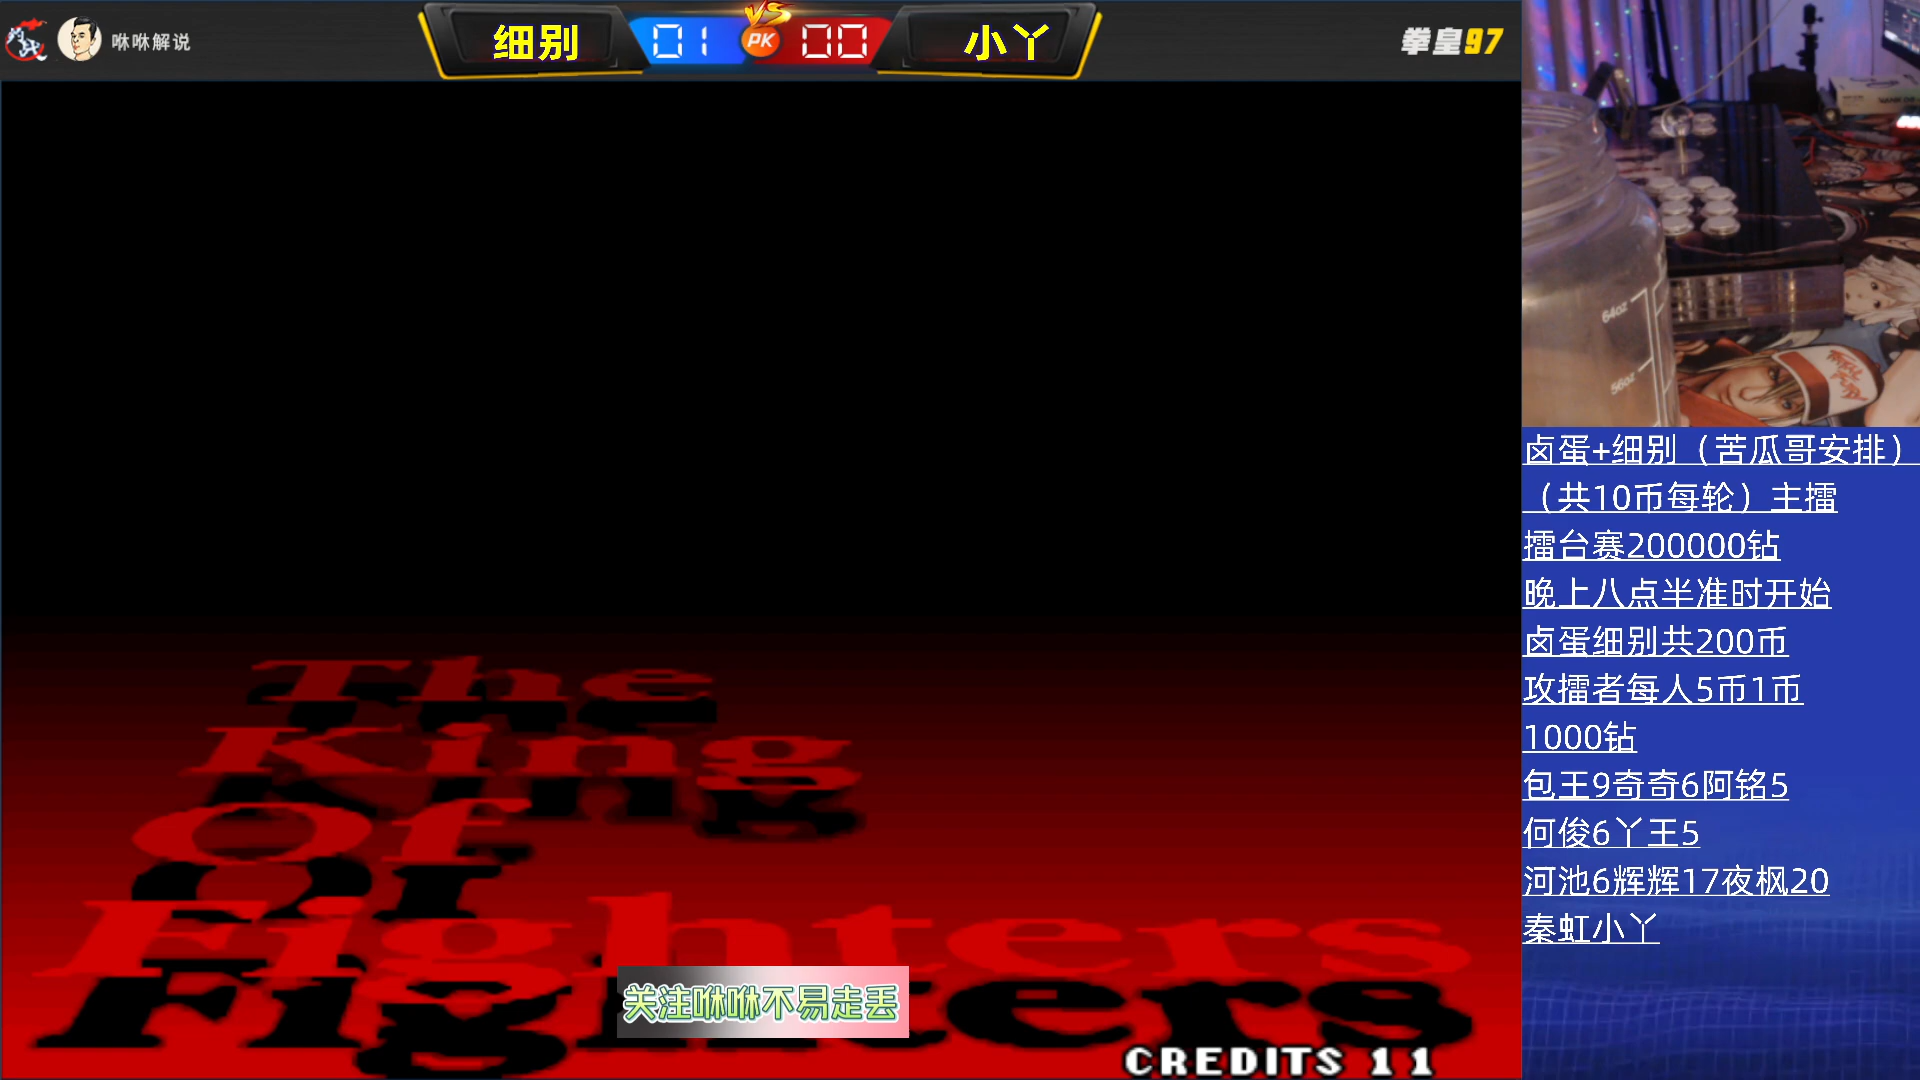 咻咻解说
细别
01
VS
PK
00
小丫
拳皇97
64oz
56oz
卤蛋+细别（苦瓜哥安排）
（共10币每轮）主擂
擂台赛200000钻
晚上八点半准时开始
卤蛋细别共200币
攻擂者每人5币1币
1000钻
包王9奇奇6阿铭5
何俊6丫王5
河池6辉辉17夜枫20
秦虹小丫
The
King
Of
Fighters
关注咻咻不易走丢
CREDITS 11